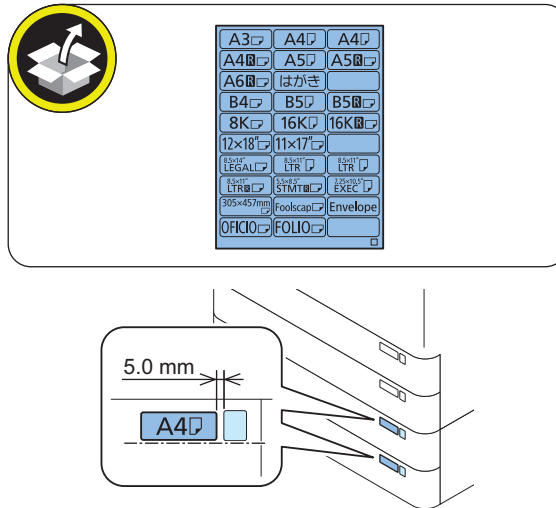 A3 A4 A4
A4R A5 A5R
A6R はがき
B4 B5 B5R
8K 16K 16KR
12×18" 11×17"
8.5×14" LEGAL 8.5×11" LTR 8.5×11" LTR
8.5×11" LTRR 5.5×8.5" STMTR 7.25×10.5" EXEC
305×457mm Foolscap Envelope
OFICIO FOLIO
5.0 mm
A4